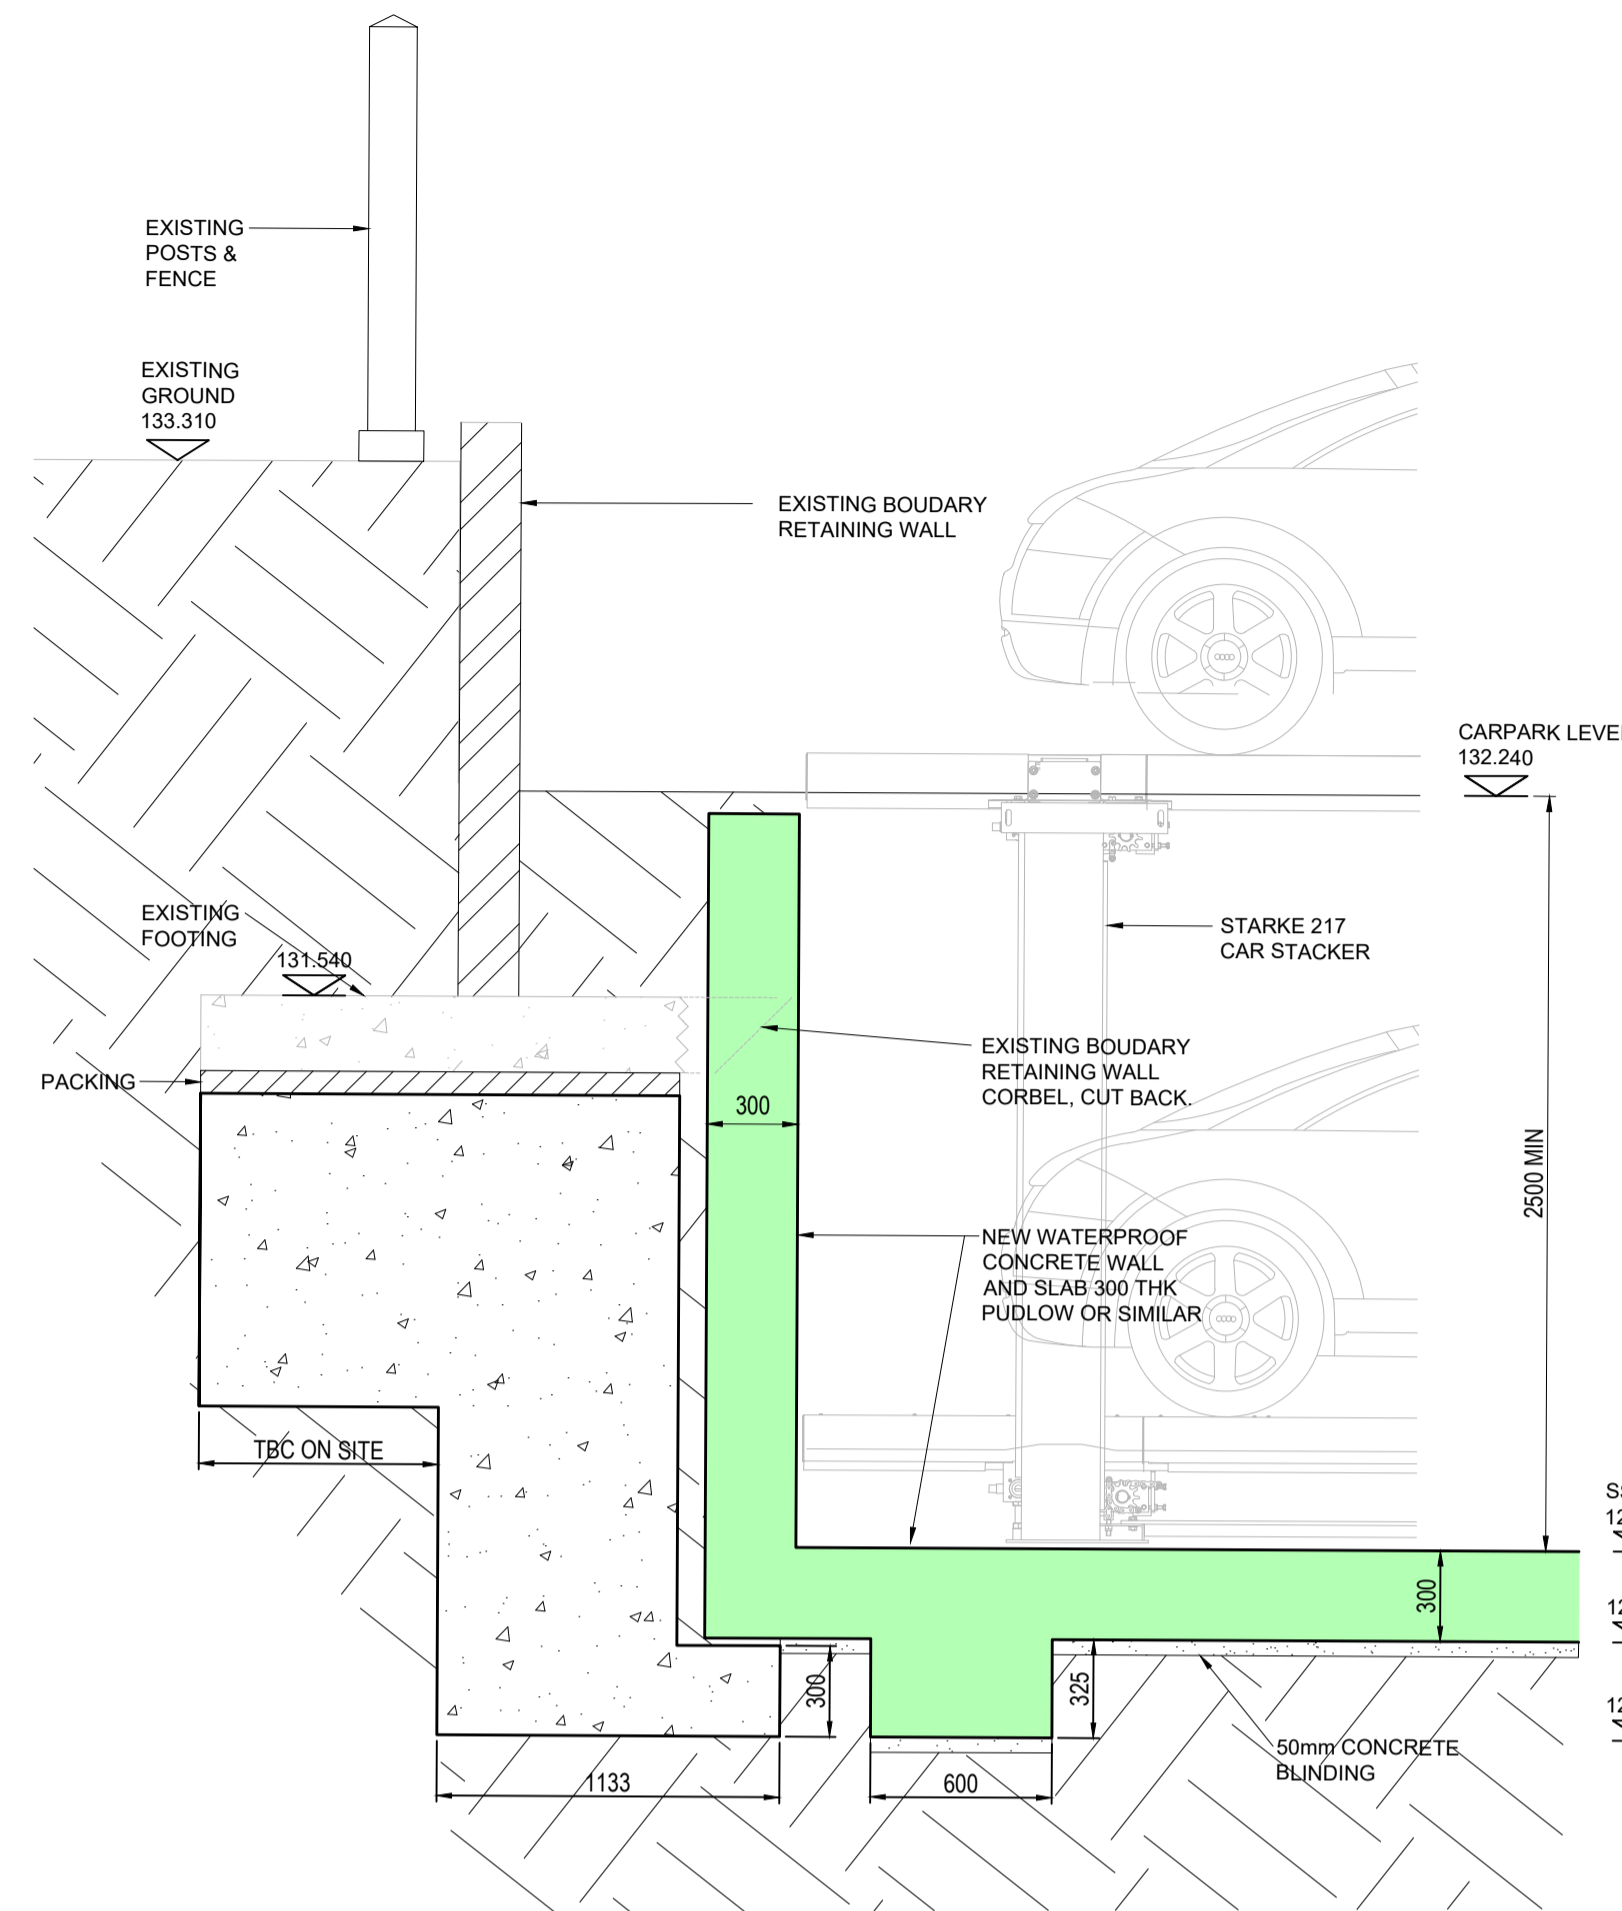 EXISTING
POSTS &
FENCE
EXISTING
GROUND
133.310
EXISTING BOUDARY
RETAINING WALL
CARPARK LEVE
132.240
EXISTING
FOOTING
131.540
STARKE 217
CAR STACKER
PACKING
EXISTING BOUDARY
RETAINING WALL
CORBEL, CUT BACK.
300
2500 MIN
NEW WATERPROOF
CONCRETE WALL
AND SLAB 300 THK
PUDLOW OR SIMILAR
TBC ON SITE
300
300
325
50mm CONCRETE
BLINDING
1133
600